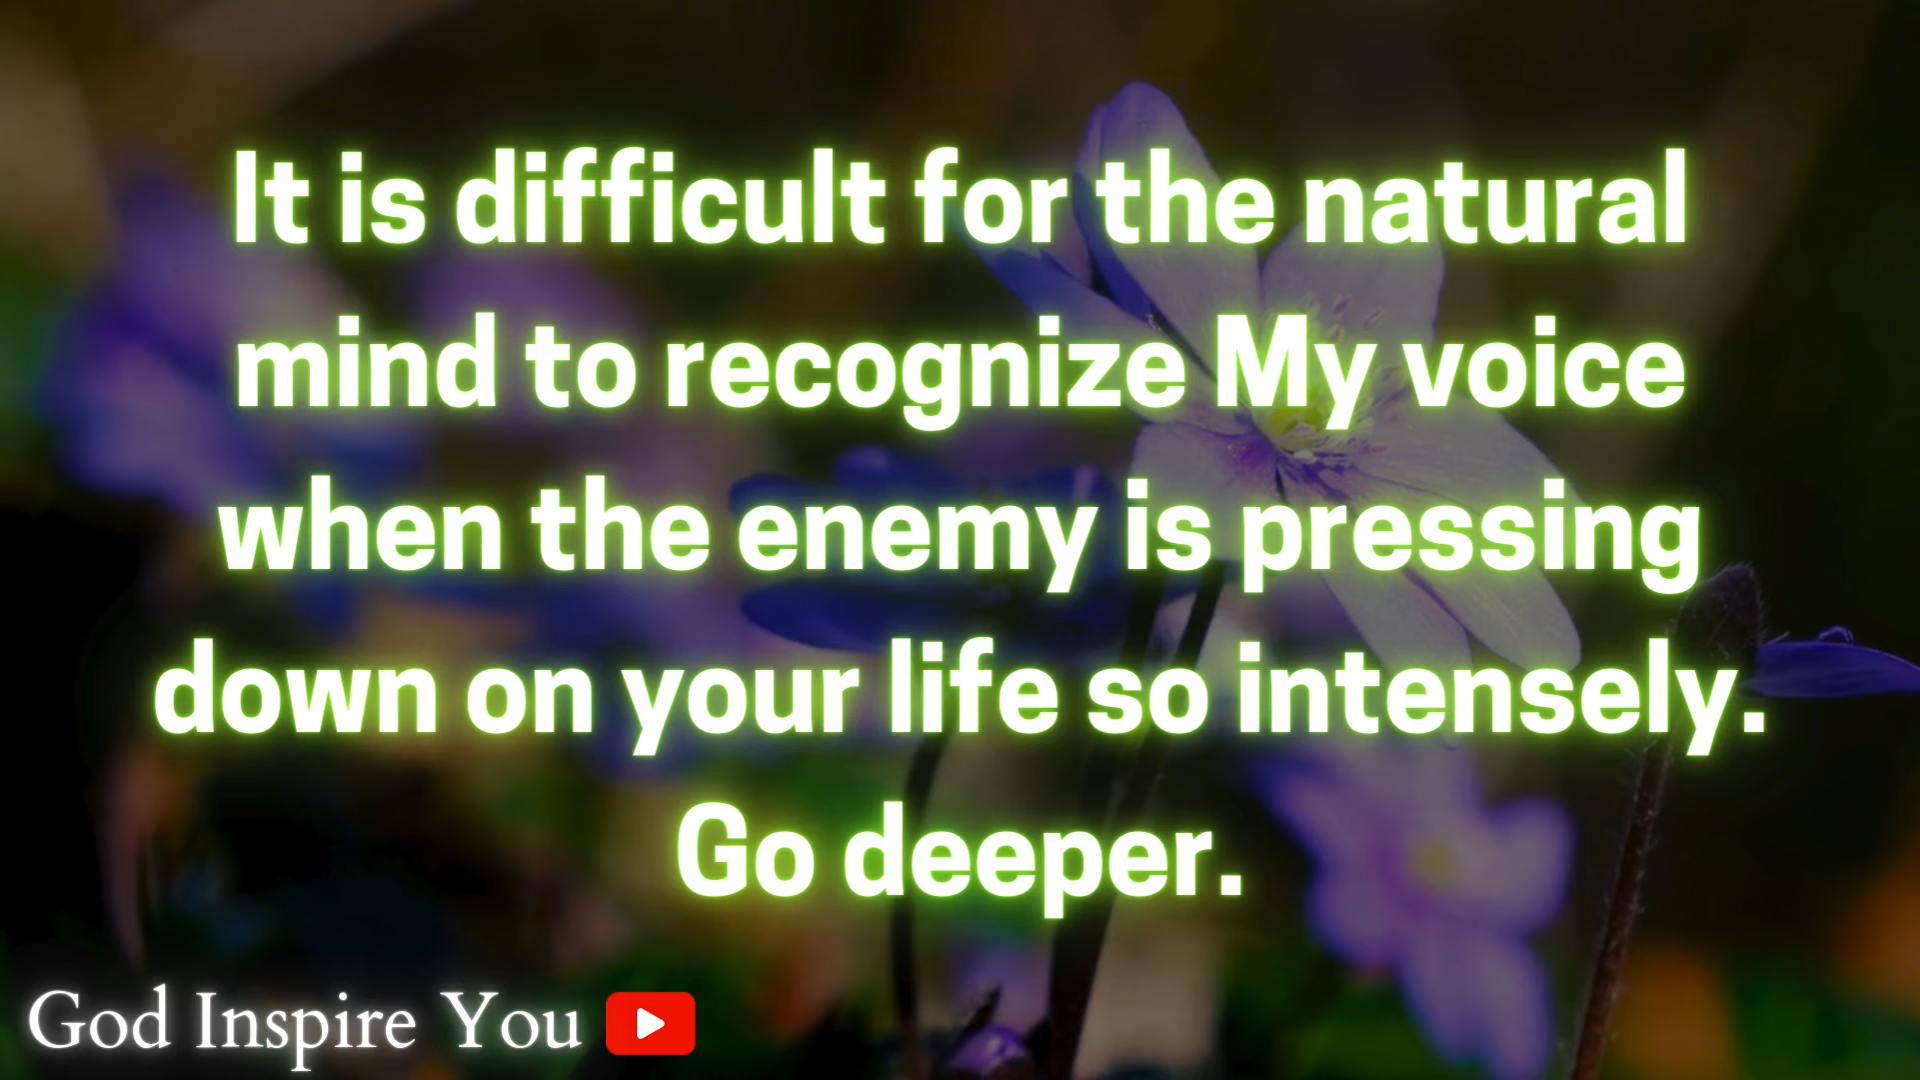 It is difficult for the natural
mind to recognize My voice
when the enemy is pressing
down on your life so intensely.
Go deeper.
God Inspire You